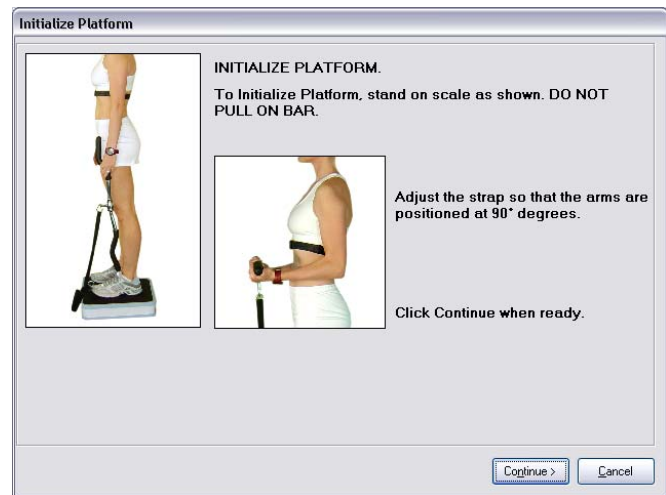 Initialize Platform
INITIALIZE PLATFORM.
To Initialize Platform, stand on scale as shown. DO NOT
PULL ON BAR.
Adjust the strap so that the arms are
positioned at 90° degrees.
Click Continue when ready.
Continue >
Cancel